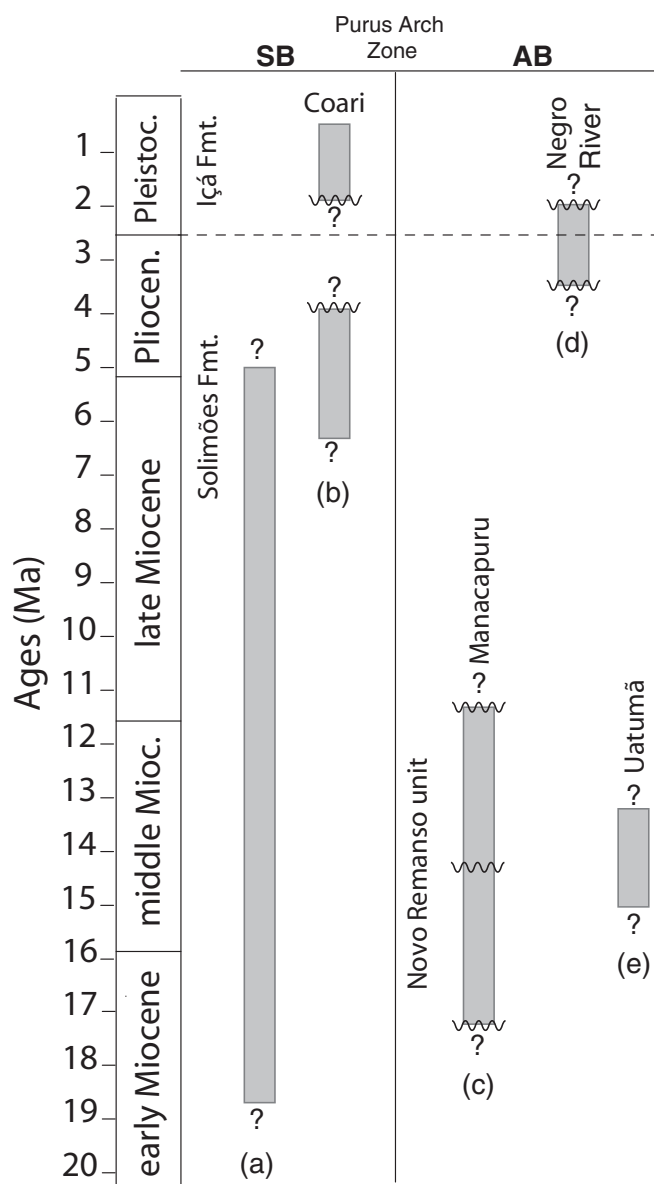 Purus Arch
Zone
SB
AB
Coari
Negro
River
Içá Fmt.
Solimões Fmt.
Novo Remanso unit
Manacapuru
Uatumã
Ages (Ma)
1
2
3
4
5
6
7
8
9
10
11
12
13
14
15
16
17
18
19
20
Pleistoc.
Pliocen.
late Miocene
middle Mioc.
early Miocene
?
?
?
?
?
?
?
?
?
?
?
?
(a)
(b)
(c)
(d)
(e)